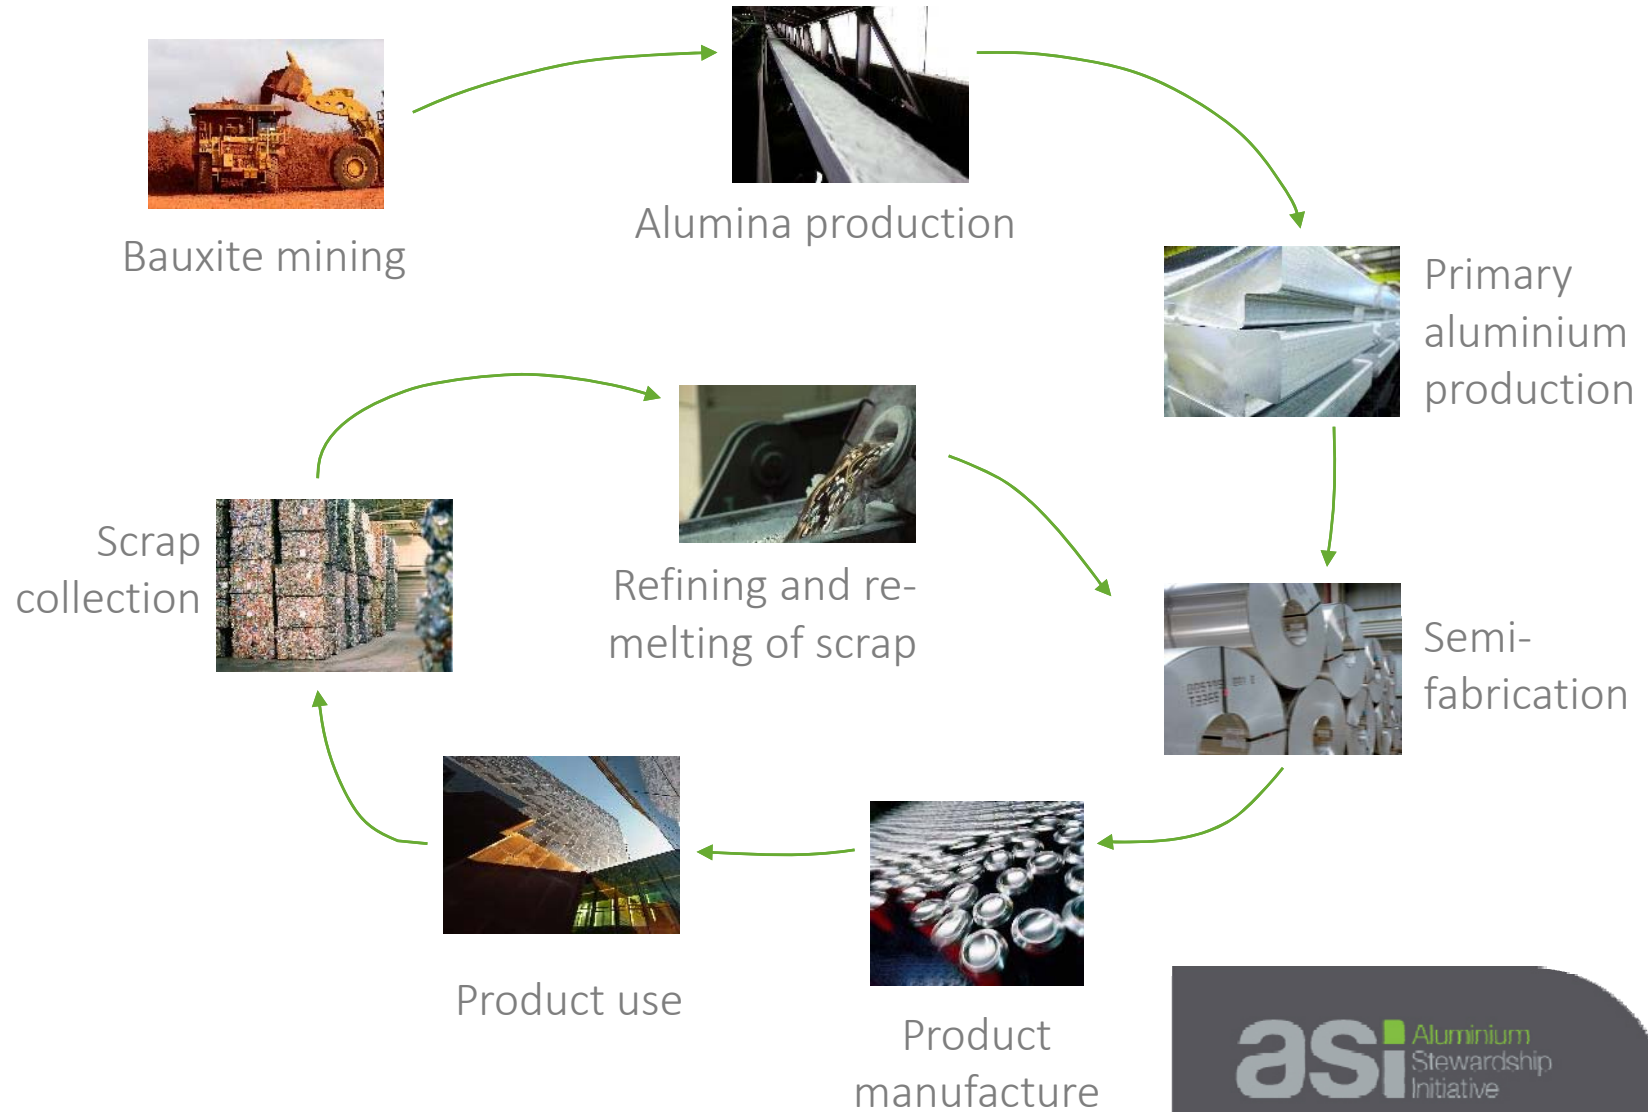 Bauxite mining
Alumina production
Primary
aluminium
production
Scrap
collection
Refining and re-
melting of scrap
Semi-
fabrication
Product use
Product
manufacture
asi
Aluminium
Stewardship
Initiative